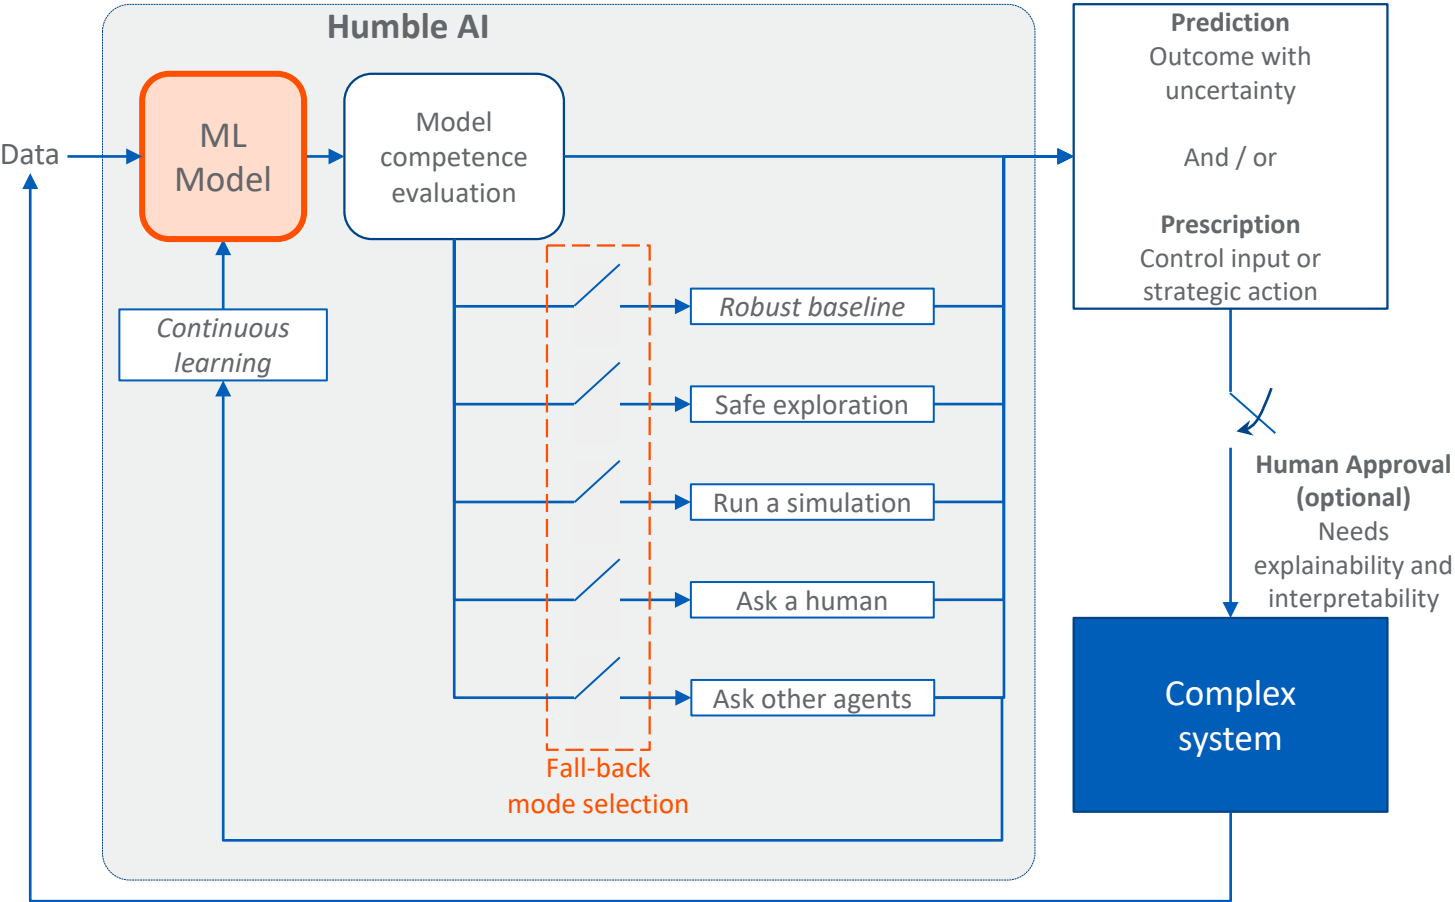 Humble AI
Data
ML
Model
Model
competence
evaluation
Continuous
learning
Robust baseline
Safe exploration
Run a simulation
Ask a human
Ask other agents
Fall-back
mode selection
Prediction
Outcome with
uncertainty
And / or
Prescription
Control input or
strategic action
Human Approval
(optional)
Needs
explainability and
interpretability
Complex
system